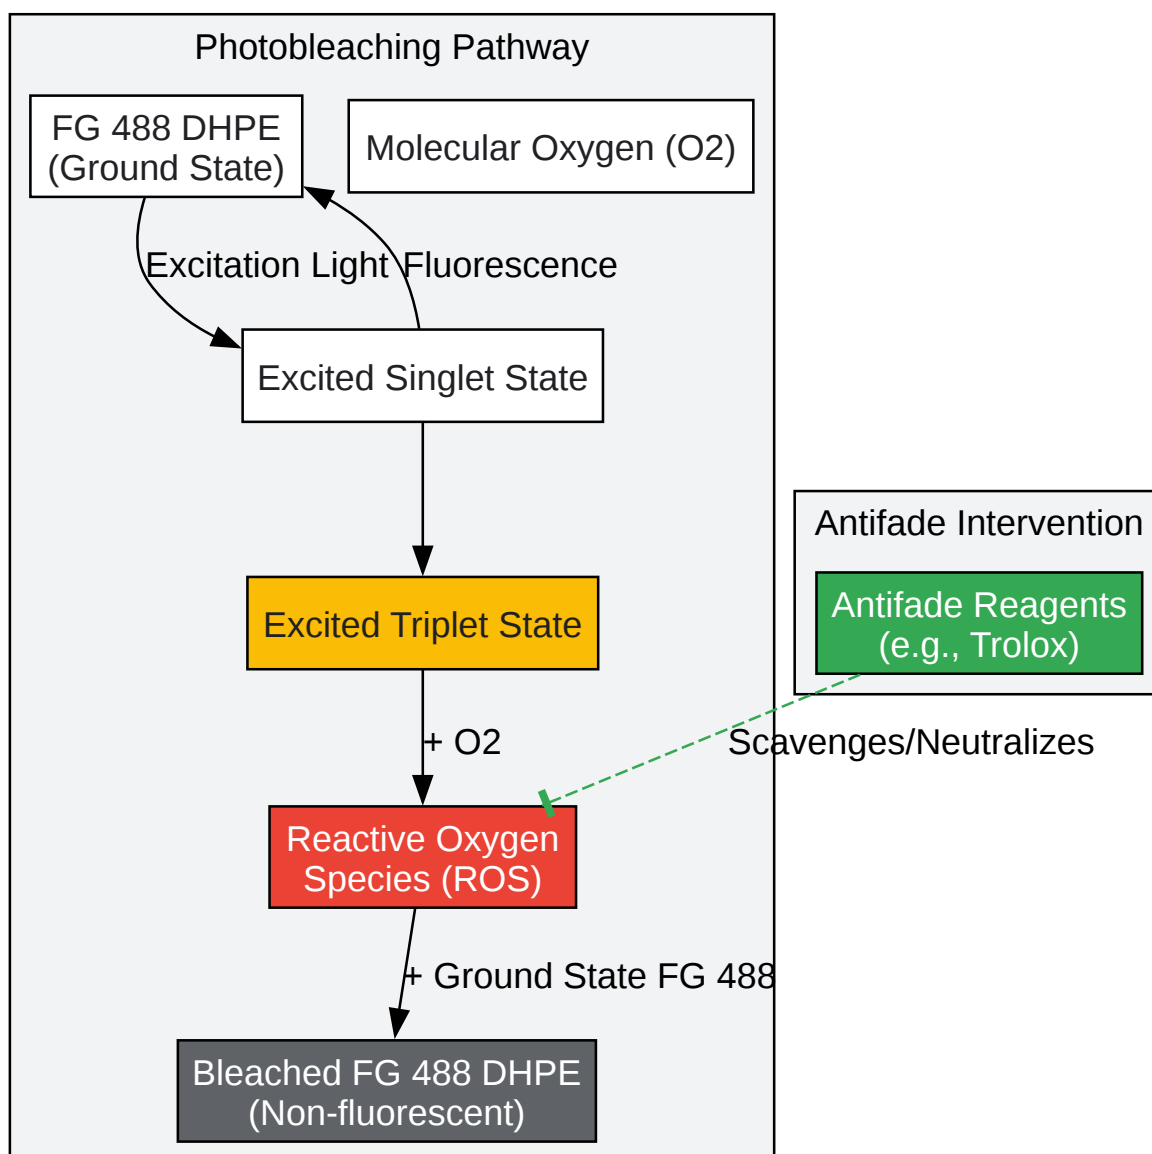 Photobleaching Pathway
FG 488 DHPE
(Ground State)
Molecular Oxygen (O2)
Excitation Light
Fluorescence
Excited Singlet State
Antifade Intervention
Antifade Reagents
(e.g., Trolox)
Excited Triplet State
+ O2
Scavenges/Neutralizes
Reactive Oxygen
Species (ROS)
+ Ground State FG 488
Bleached FG 488 DHPE
(Non-fluorescent)